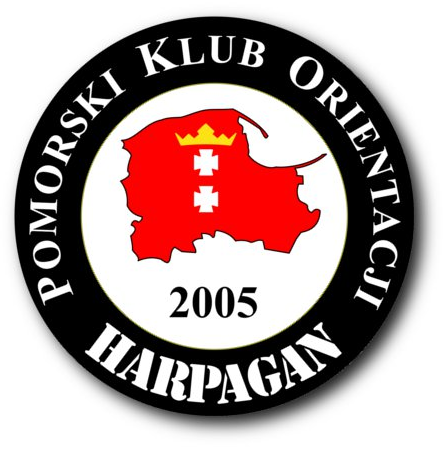 POMORSKI KLUB ORIENTACJI
2005
HARPAGAN